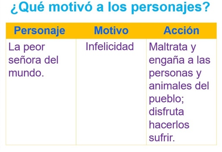 ¿Qué motivó a los personajes?
Personaje Motivo Acción
La peor Infelicidad Maltrata y
señora del engaña a las
mundo. personas y
animales del
pueblo;
disfruta
hacerlos
sufrir.